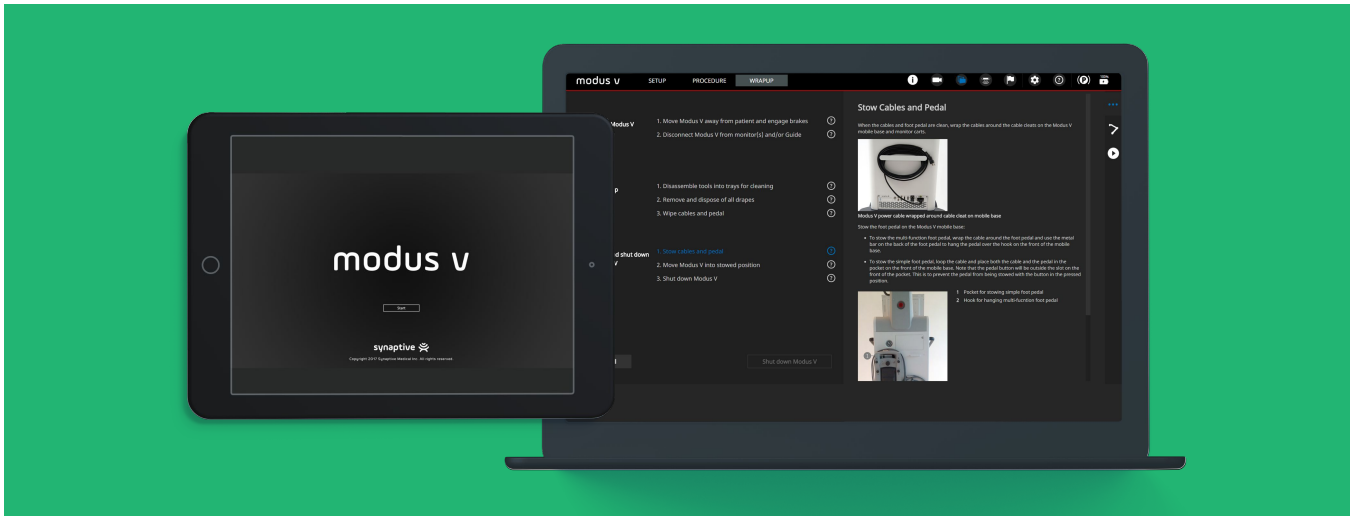 modus v
Start
synaptive
Copyright 2017 Synaptive Medical Inc. All rights reserved.
modus v
SETUP
PROCEDURE
WRAPUP
100%
Modus V
1. Move Modus V away from patient and engage brakes
2. Disconnect Modus V from monitor(s) and/or Guide
p
1. Disassemble tools into trays for cleaning
2. Remove and dispose of all drapes
3. Wipe cables and pedal
d shut down
V
1. Stow cables and pedal
2. Move Modus V into stowed position
3. Shut down Modus V
Shut down Modus V
Stow Cables and Pedal
When the cables and foot pedal are clean, wrap the cables around the cable cleats on the Modus V
mobile base and monitor carts.
Modus V power cable wrapped around cable cleat on mobile base
Stow the foot pedal on the Modus V mobile base:
• To stow the multi-function foot pedal, wrap the cable around the foot pedal and use the metal
bar on the back of the foot pedal to hang the pedal over the hook on the front of the mobile
base.
• To stow the simple foot pedal, loop the cable and place both the cable and the pedal in the
pocket on the front of the mobile base. Note that the pedal button will be outside the slot on the
front of the pocket. This is to prevent the pedal from being stowed with the button in the pressed
position.
1 Pocket for stowing simple foot pedal
2 Hook for hanging multi-fucntion foot pedal
1